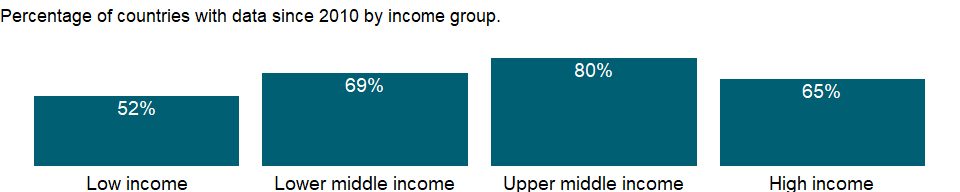 Percentage of countries with data since 2010 by income group.
52%
69%
80%
65%
Low income
Lower middle income
Upper middle income
High income